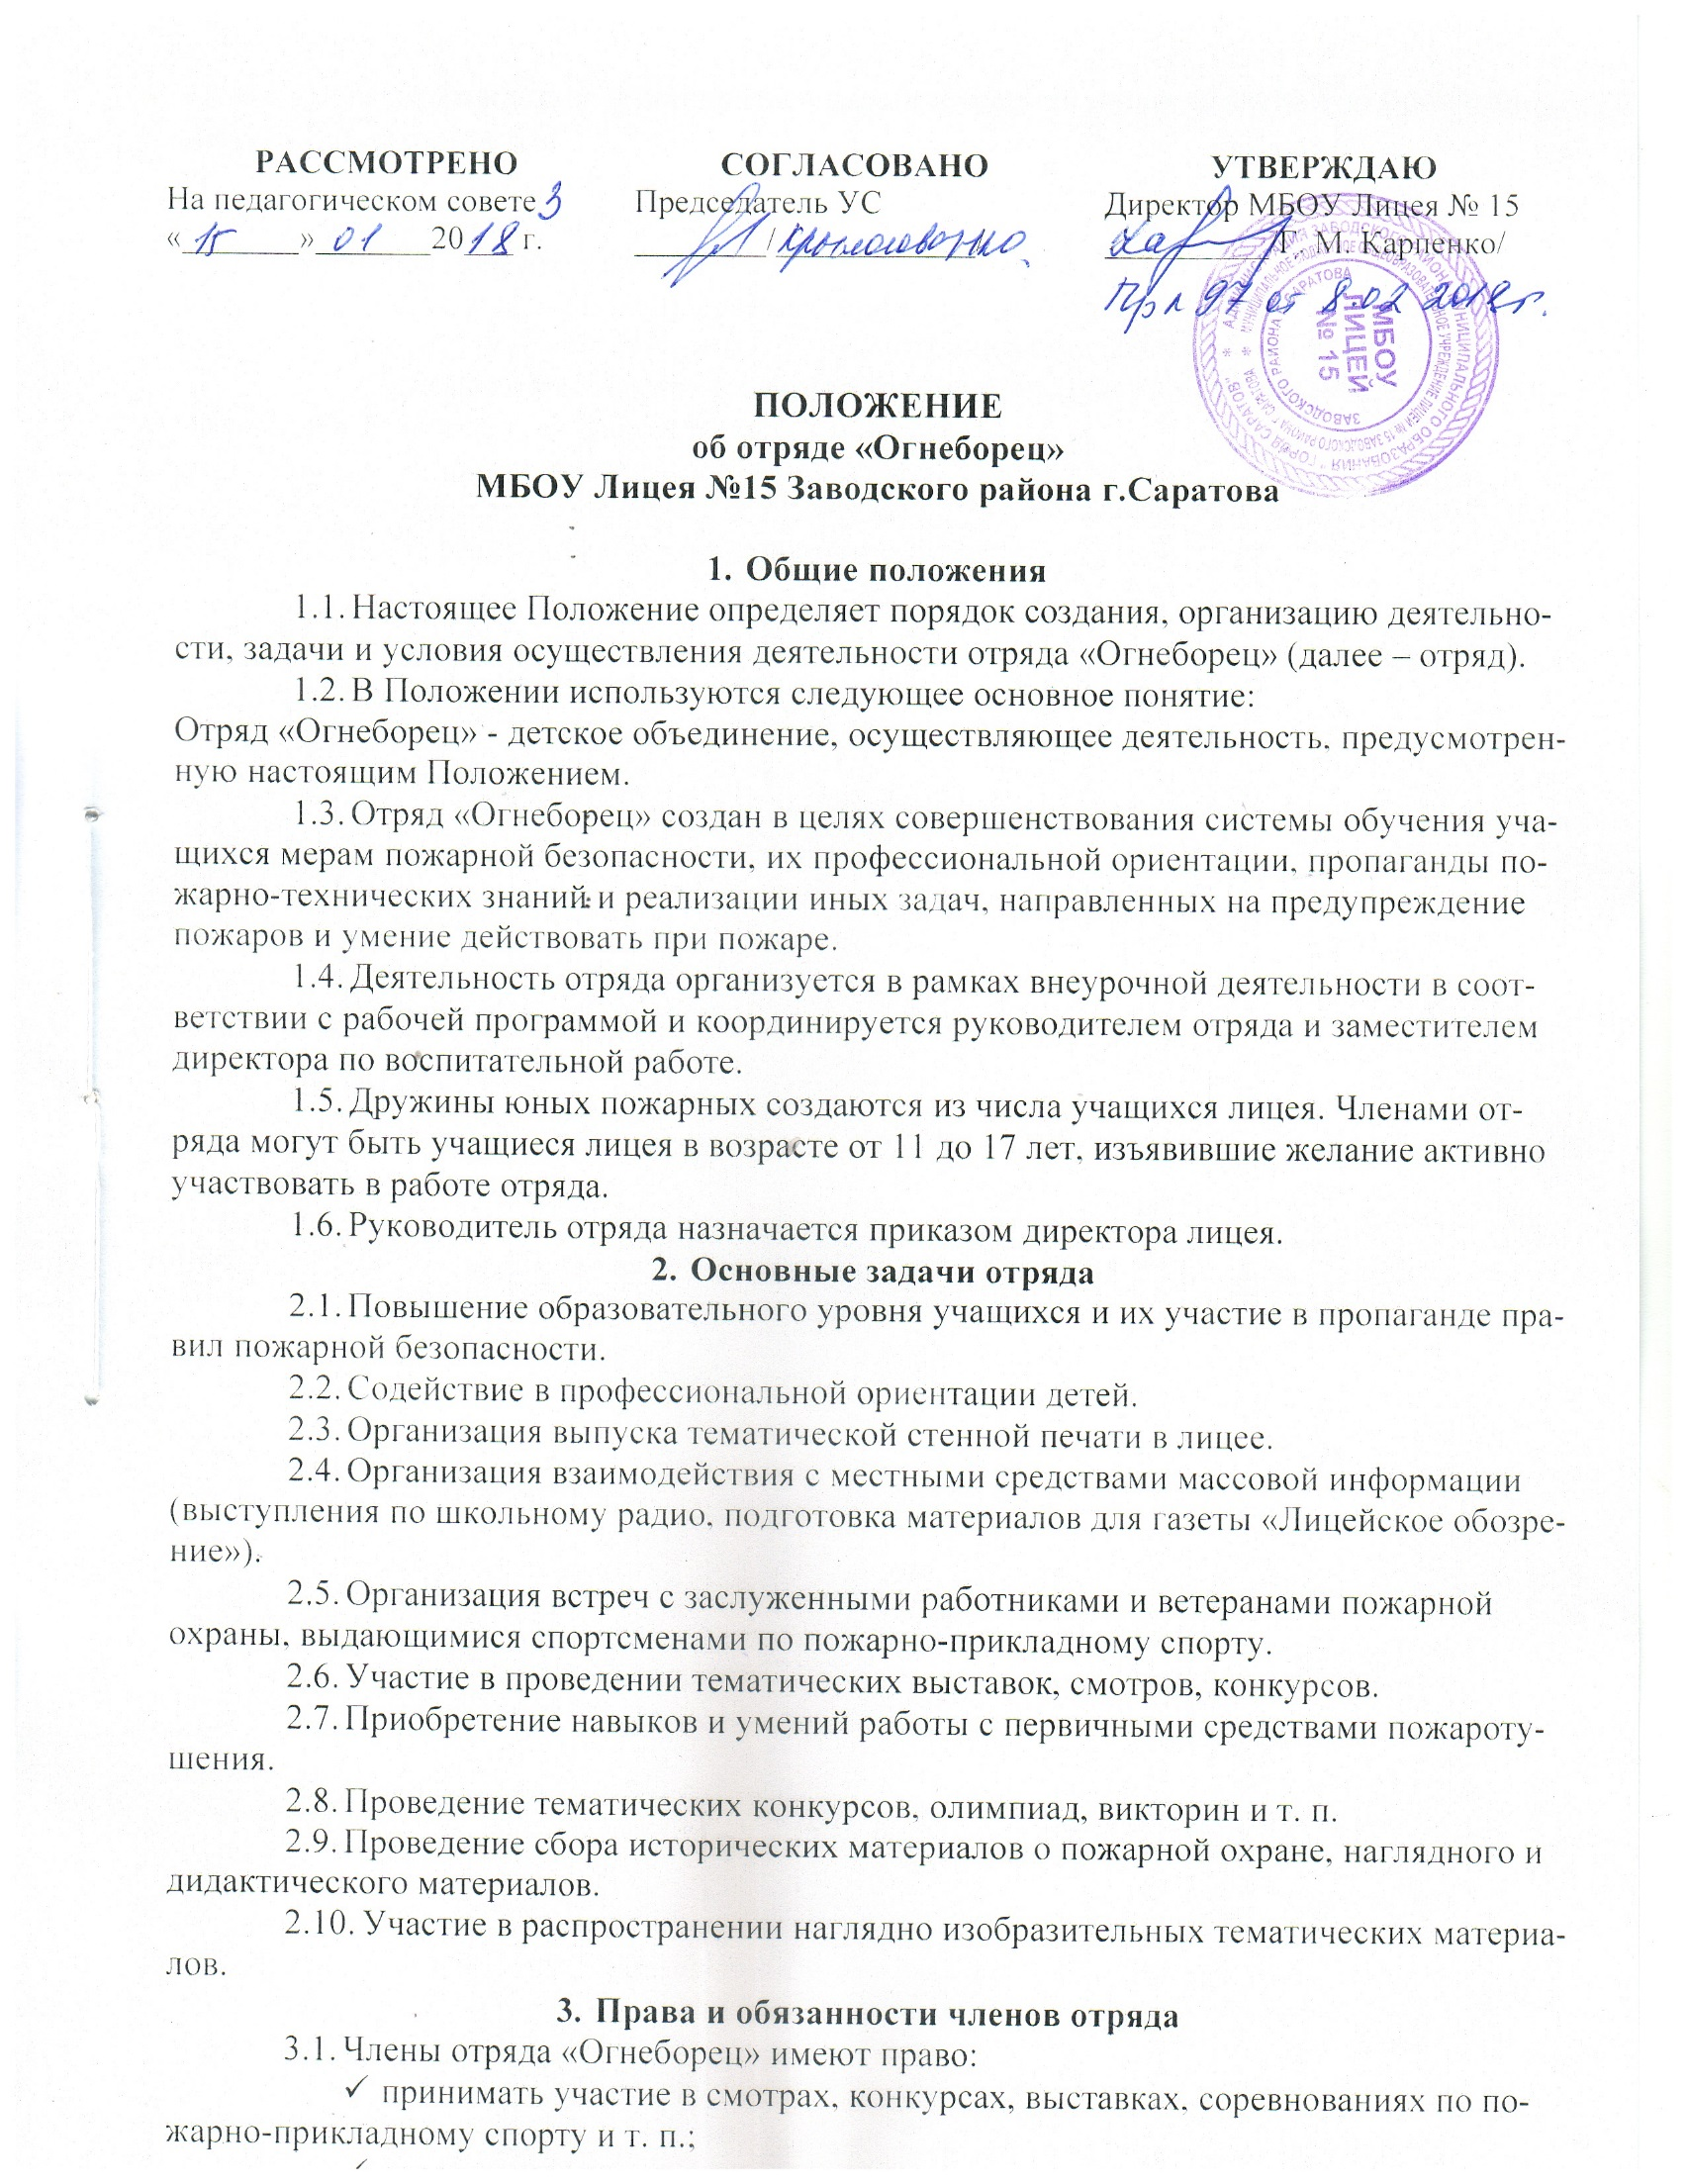 РАССМОТРЕНО
На педагогическом совете 3
« 15 » 01 2018 г.
СОГЛАСОВАНО
Председатель УС
/
УТВЕРЖДАЮ
Директор МБОУ Лицея № 15
Г. М. Карпенко/
Пр № 97 от 8.02 2018г.
МБОУ
ЛИЦЕЙ
№ 15
ПОЛОЖЕНИЕ
об отряде «Огнеборец»
МБОУ Лицея №15 Заводского района г.Саратова
1. Общие положения
1.1. Настоящее Положение определяет порядок создания, организацию деятельно-
сти, задачи и условия осуществления деятельности отряда «Огнеборец» (далее – отряд).
1.2. В Положении используются следующее основное понятие:
Отряд «Огнеборец» - детское объединение, осуществляющее деятельность, предусмотрен-
ную настоящим Положением.
1.3. Отряд «Огнеборец» создан в целях совершенствования системы обучения уча-
щихся мерам пожарной безопасности, их профессиональной ориентации, пропаганды по-
жарно-технических знаний и реализации иных задач, направленных на предупреждение
пожаров и умение действовать при пожаре.
1.4. Деятельность отряда организуется в рамках внеурочной деятельности в соот-
ветствии с рабочей программой и координируется руководителем отряда и заместителем
директора по воспитательной работе.
1.5. Дружины юных пожарных создаются из числа учащихся лицея. Членами от-
ряда могут быть учащиеся лицея в возрасте от 11 до 17 лет, изъявившие желание активно
участвовать в работе отряда.
1.6. Руководитель отряда назначается приказом директора лицея.
2. Основные задачи отряда
2.1. Повышение образовательного уровня учащихся и их участие в пропаганде пра-
вил пожарной безопасности.
2.2. Содействие в профессиональной ориентации детей.
2.3. Организация выпуска тематической стенной печати в лицее.
2.4. Организация взаимодействия с местными средствами массовой информации
(выступления по школьному радио, подготовка материалов для газеты «Лицейское обозре-
ние»).
2.5. Организация встреч с заслуженными работниками и ветеранами пожарной
охраны, выдающимися спортсменами по пожарно-прикладному спорту.
2.6. Участие в проведении тематических выставок, смотров, конкурсов.
2.7. Приобретение навыков и умений работы с первичными средствами пожароту-
шения.
2.8. Проведение тематических конкурсов, олимпиад, викторин и т. п.
2.9. Проведение сбора исторических материалов о пожарной охране, наглядного и
дидактического материалов.
2.10. Участие в распространении наглядно изобразительных тематических материа-
лов.
3. Права и обязанности членов отряда
3.1. Члены отряда «Огнеборец» имеют право:
✓ принимать участие в смотрах, конкурсах, выставках, соревнованиях по по-
жарно-прикладному спорту и т. п.;